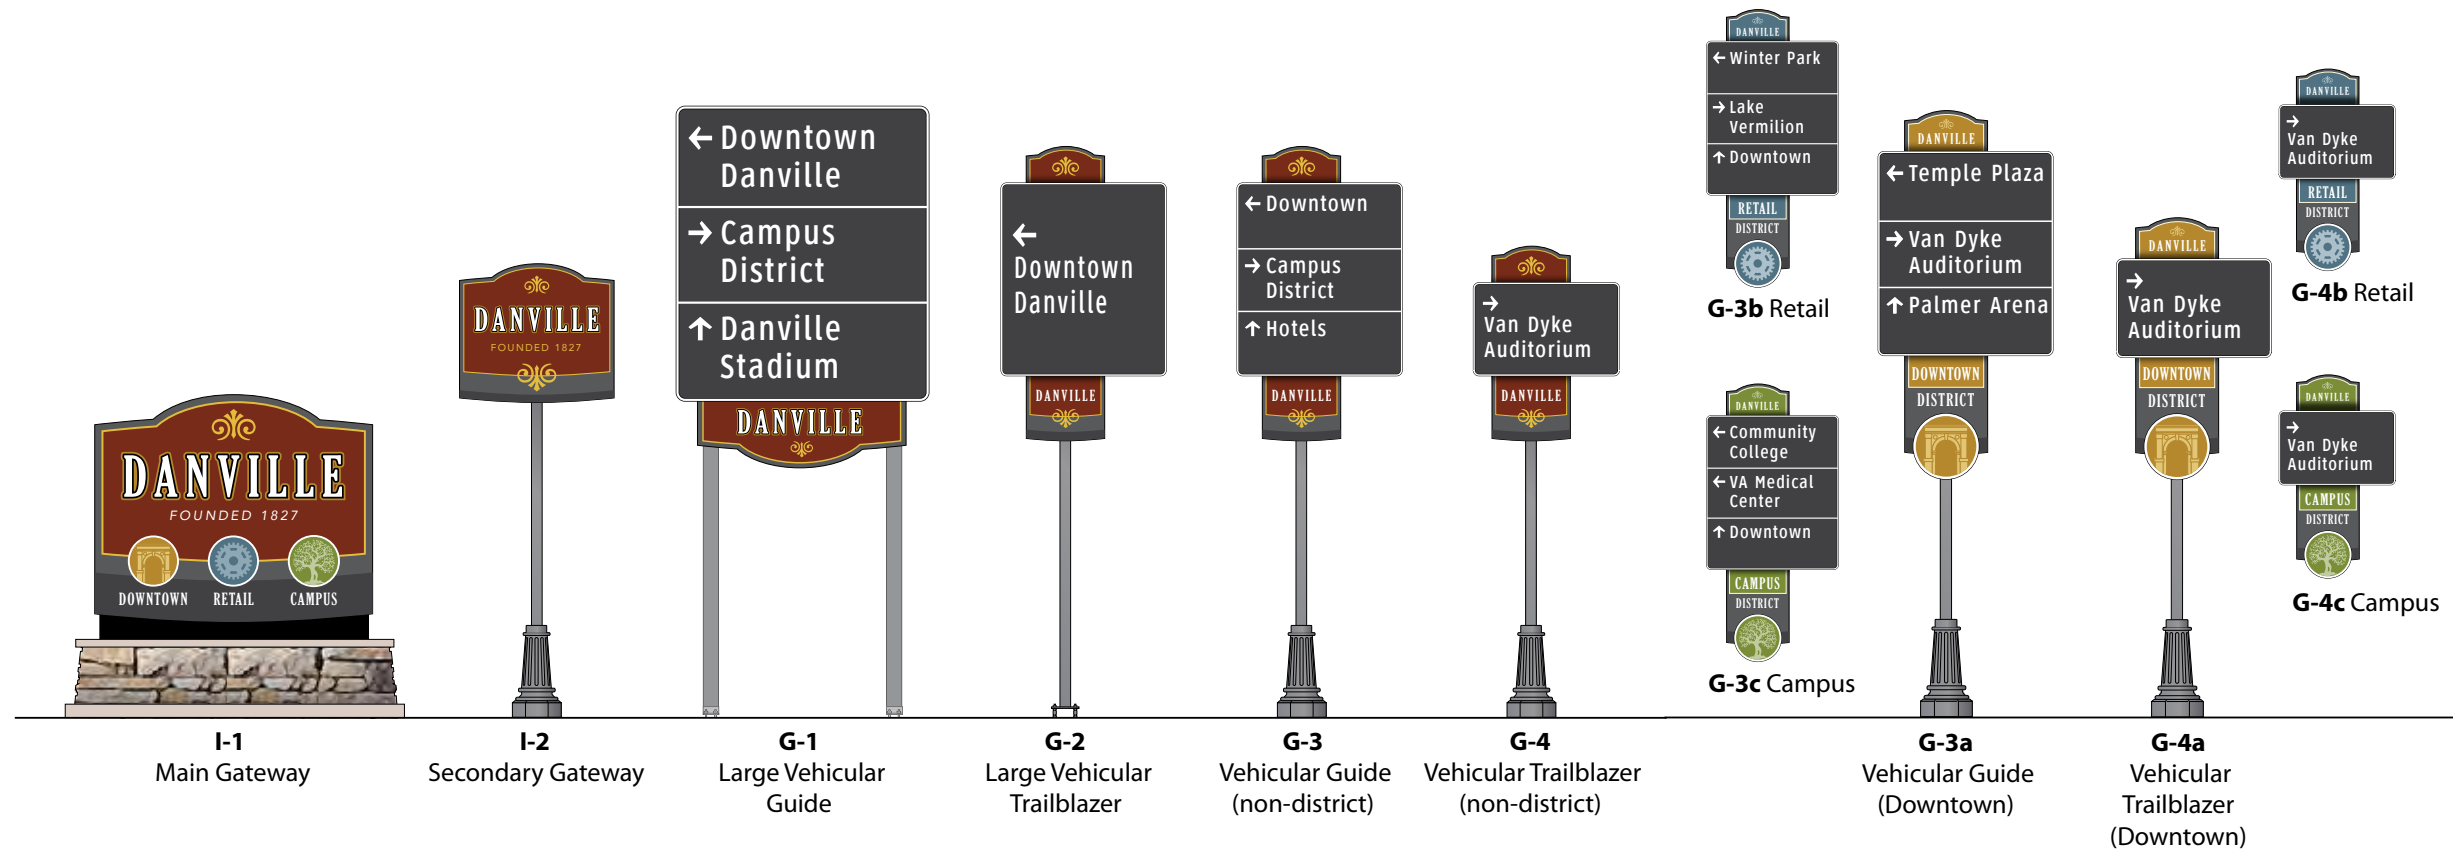 DANVILLE
FOUNDED 1827
DOWNTOWN RETAIL CAMPUS
I-1
Main Gateway
DANVILLE
FOUNDED 1827
I-2
Secondary Gateway
← Downtown
Danville
→ Campus
District
↑ Danville
Stadium
DANVILLE
G-1
Large Vehicular
Guide
←
Downtown
Danville
DANVILLE
G-2
Large Vehicular
Trailblazer
← Downtown
→ Campus
District
↑ Hotels
DANVILLE
G-3
Vehicular Guide
(non-district)
→
Van Dyke
Auditorium
DANVILLE
G-4
Vehicular Trailblazer
(non-district)
DANVILLE
← Winter Park
→ Lake
Vermilion
↑ Downtown
RETAIL
DISTRICT
G-3b Retail
DANVILLE
← Community
College
← VA Medical
Center
↑ Downtown
CAMPUS
DISTRICT
G-3c Campus
DANVILLE
← Temple Plaza
→ Van Dyke
Auditorium
↑ Palmer Arena
DOWNTOWN
DISTRICT
G-3a
Vehicular Guide
(Downtown)
DANVILLE
→
Van Dyke
Auditorium
DOWNTOWN
DISTRICT
G-4a
Vehicular
Trailblazer
(Downtown)
DANVILLE
→
Van Dyke
Auditorium
RETAIL
DISTRICT
G-4b Retail
DANVILLE
→
Van Dyke
Auditorium
CAMPUS
DISTRICT
G-4c Campus